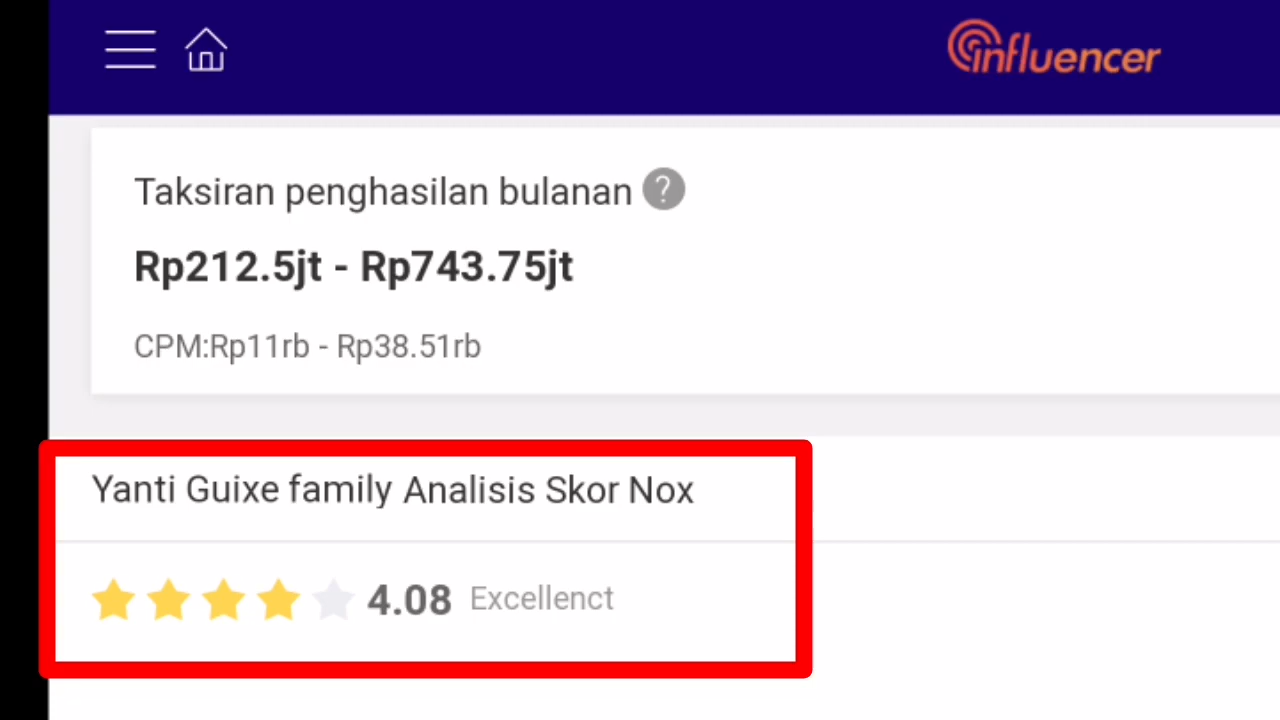 influencer
Taksiran penghasilan bulanan ?
Rp212.5jt - Rp743.75jt
CPM:Rp11rb - Rp38.51rb
Yanti Guixe family Analisis Skor Nox
4.08 Excellenct